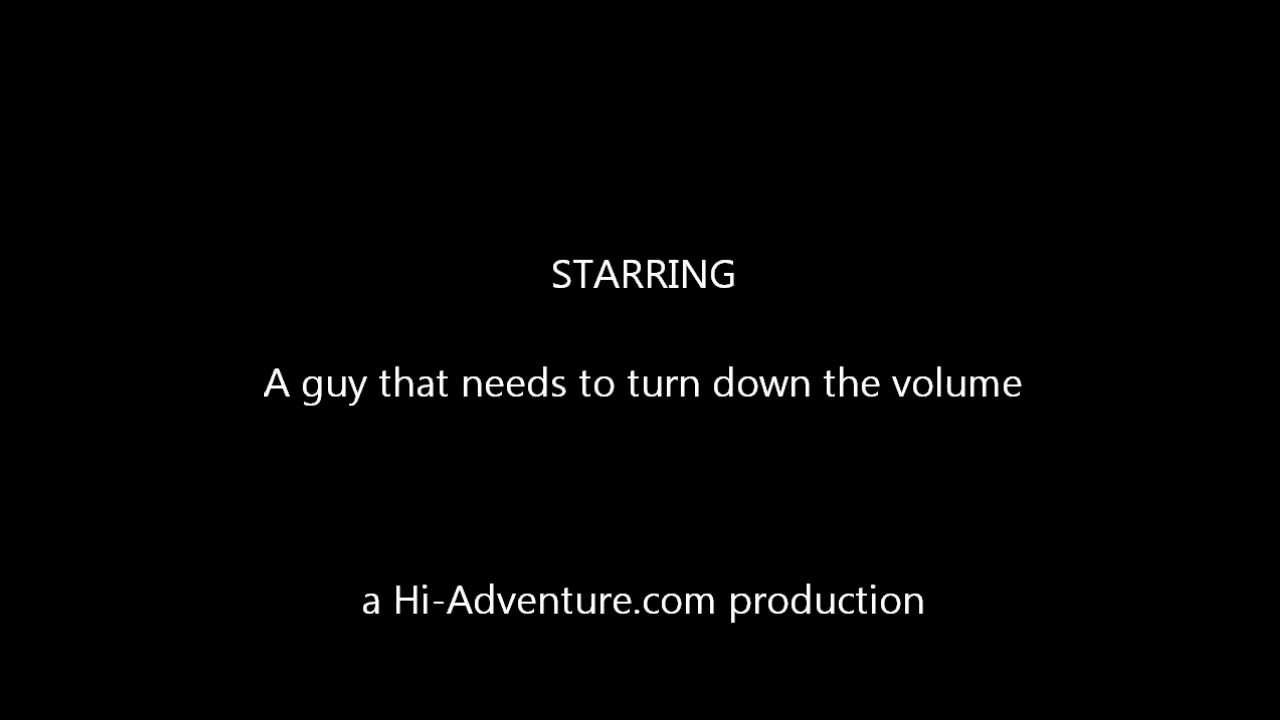 STARRING
A guy that needs to turn down the volume
a Hi-Adventure.com production